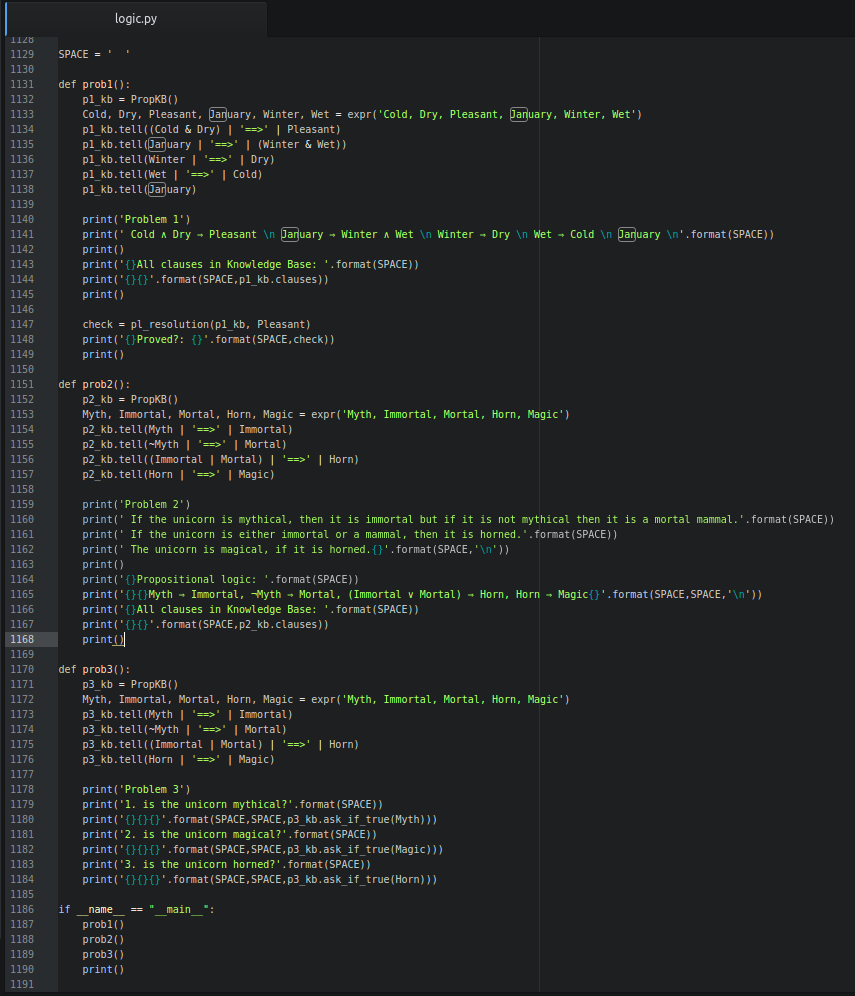 logic.py
1128
1129 SPACE = '  '
1130
1131 def prob1():
1132     p1_kb = PropKB()
1133     Cold, Dry, Pleasant, January, Winter, Wet = expr('Cold, Dry, Pleasant, January, Winter, Wet')
1134     p1_kb.tell((Cold & Dry) | '==>' | Pleasant)
1135     p1_kb.tell(January | '==>' | (Winter & Wet))
1136     p1_kb.tell(Winter | '==>' | Dry)
1137     p1_kb.tell(Wet | '==>' | Cold)
1138     p1_kb.tell(January)
1139
1140     print('Problem 1')
1141     print(' Cold ∧ Dry ⇒ Pleasant \n January ⇒ Winter ∧ Wet \n Winter ⇒ Dry \n Wet ⇒ Cold \n January \n'.format(SPACE))
1142     print()
1143     print('{}All clauses in Knowledge Base: '.format(SPACE))
1144     print('{}{}'.format(SPACE,p1_kb.clauses))
1145     print()
1146
1147     check = pl_resolution(p1_kb, Pleasant)
1148     print('{}Proved?: {}'.format(SPACE,check))
1149     print()
1150
1151 def prob2():
1152     p2_kb = PropKB()
1153     Myth, Immortal, Mortal, Horn, Magic = expr('Myth, Immortal, Mortal, Horn, Magic')
1154     p2_kb.tell(Myth | '==>' | Immortal)
1155     p2_kb.tell(~Myth | '==>' | Mortal)
1156     p2_kb.tell((Immortal | Mortal) | '==>' | Horn)
1157     p2_kb.tell(Horn | '==>' | Magic)
1158
1159     print('Problem 2')
1160     print(' If the unicorn is mythical, then it is immortal but if it is not mythical then it is a mortal mammal.'.format(SPACE))
1161     print(' If the unicorn is either immortal or a mammal, then it is horned.'.format(SPACE))
1162     print(' The unicorn is magical, if it is horned.{}'.format(SPACE,'\n'))
1163     print()
1164     print('{}Propositional logic: '.format(SPACE))
1165     print('{}{}Myth ⇒ Immortal, ¬Myth ⇒ Mortal, (Immortal ∨ Mortal) ⇒ Horn, Horn ⇒ Magic{}'.format(SPACE,SPACE,'\n'))
1166     print('{}All clauses in Knowledge Base: '.format(SPACE))
1167     print('{}{}'.format(SPACE,p2_kb.clauses))
1168     print()
1169
1170 def prob3():
1171     p3_kb = PropKB()
1172     Myth, Immortal, Mortal, Horn, Magic = expr('Myth, Immortal, Mortal, Horn, Magic')
1173     p3_kb.tell(Myth | '==>' | Immortal)
1174     p3_kb.tell(~Myth | '==>' | Mortal)
1175     p3_kb.tell((Immortal | Mortal) | '==>' | Horn)
1176     p3_kb.tell(Horn | '==>' | Magic)
1177
1178     print('Problem 3')
1179     print('1. is the unicorn mythical?'.format(SPACE))
1180     print('{}{}{}'.format(SPACE,SPACE,p3_kb.ask_if_true(Myth)))
1181     print('2. is the unicorn magical?'.format(SPACE))
1182     print('{}{}{}'.format(SPACE,SPACE,p3_kb.ask_if_true(Magic)))
1183     print('3. is the unicorn horned?'.format(SPACE))
1184     print('{}{}{}'.format(SPACE,SPACE,p3_kb.ask_if_true(Horn)))
1185
1186 if __name__ == "__main__":
1187     prob1()
1188     prob2()
1189     prob3()
1190     print()
1191